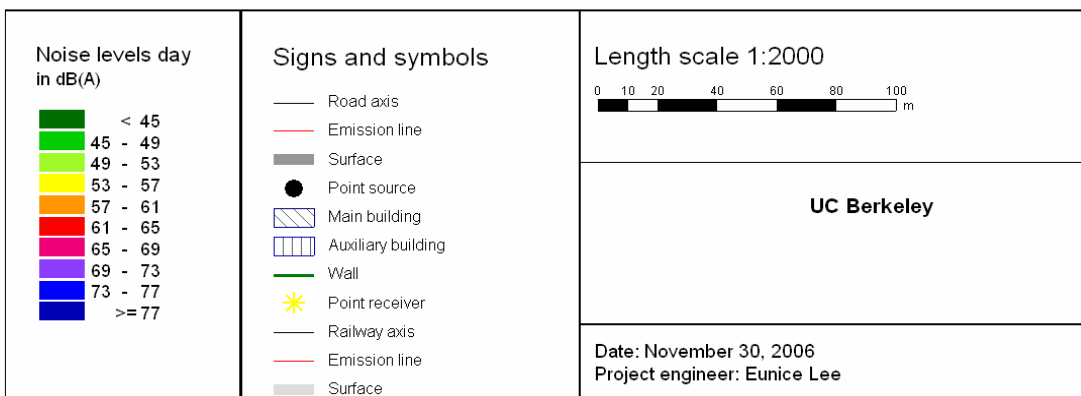 Noise levels day
in dB(A)
< 45
45 - 49
49 - 53
53 - 57
57 - 61
61 - 65
65 - 69
69 - 73
73 - 77
>= 77
Signs and symbols
Road axis
Emission line
Surface
Point source
Main building
Auxiliary building
Wall
Point receiver
Railway axis
Emission line
Surface
Length scale 1:2000
0 10 20 40 60 80 100
m
UC Berkeley
Date: November 30, 2006
Project engineer: Eunice Lee